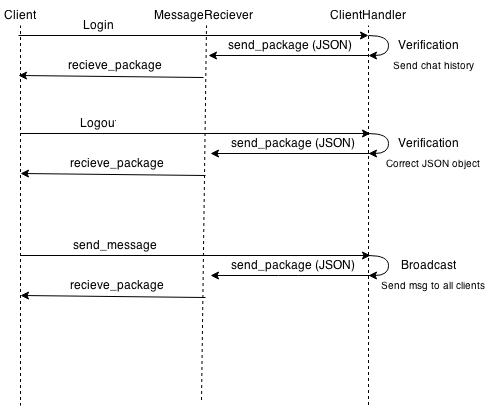 Client MessageReciever ClientHandler
Login
send_package (JSON) Verification
recieve_package Send chat history
Logout
send_package (JSON) Verification
recieve_package Correct JSON object
send_message
send_package (JSON) Broadcast
recieve_package Send msg to all clients